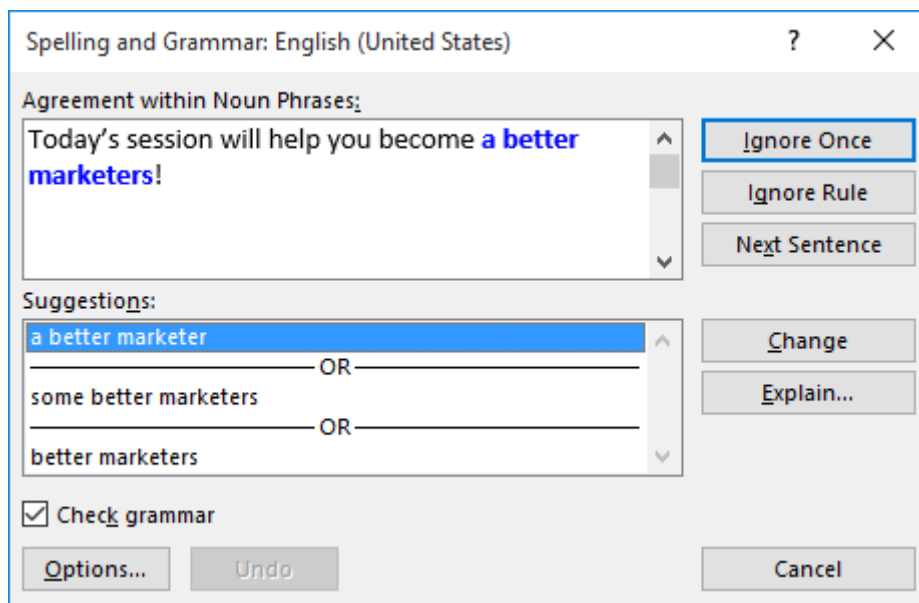 Spelling and Grammar: English (United States)
?
Agreement within Noun Phrases:
Today’s session will help you become a better
marketers!
Ignore Once
Ignore Rule
Next Sentence
Suggestions:
a better marketer
OR
some better marketers
OR
better marketers
Change
Explain...
Check grammar
Options...
Undo
Cancel